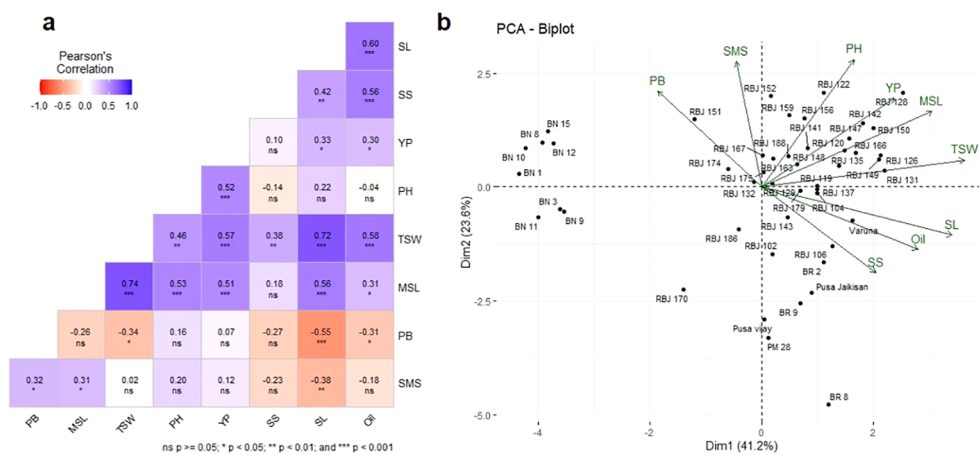 a
Pearson's
Correlation
-1.0 -0.5 0.0 0.5 1.0
0.60 *** SL
0.42 ** 0.56 *** SS
0.10 ns 0.33 * 0.30 * YP
0.52 *** -0.14 ns 0.22 ns -0.04 ns PH
0.46 ** 0.57 *** 0.38 ** 0.72 *** 0.58 *** TSW
0.74 *** 0.53 *** 0.51 *** 0.18 ns 0.56 *** 0.31 * MSL
-0.26 ns -0.34 * 0.16 ns 0.07 ns -0.27 ns -0.55 *** -0.31 * PB
0.32 * 0.31 * 0.02 ns 0.20 ns 0.12 ns -0.23 ns -0.38 ** -0.18 ns SMS
PB MSL TSW PH YP SS SL Oil
ns p >= 0.05; * p < 0.05; ** p < 0.01; and *** p < 0.001
b
PCA - Biplot
SMS PH
PB RBJ 152 RBJ 122 YP
RBJ 159 RBJ 156 RBJ 128 MSL
2.5
RBJ 151
RBJ 142
BN 15 RBJ 141 RBJ 147 RBJ 150
BN 8
RBJ 167 RBJ 188 RBJ 120 RBJ 166
BN 10 BN 12 TSW
RBJ 174 RBJ 148 RBJ 135 RBJ 126
RBJ 163
BN 1 RBJ 175 RBJ 119 RBJ 149 RBJ 131
0.0
RBJ 132 RBJ 129 RBJ 137
BN 3 RBJ 179 RBJ 104
BN 11 BN 9 RBJ 143 Varuna SL
RBJ 186 Oil
RBJ 102 RBJ 106 SS
BR 2
-2.5
RBJ 170 Pusa Jaikisan
BR 9
Pusa vijay
PM 28
BR 8
-5.0
-4 -2 0 2
Dim1 (41.2%)
Dim2 (23.6%)